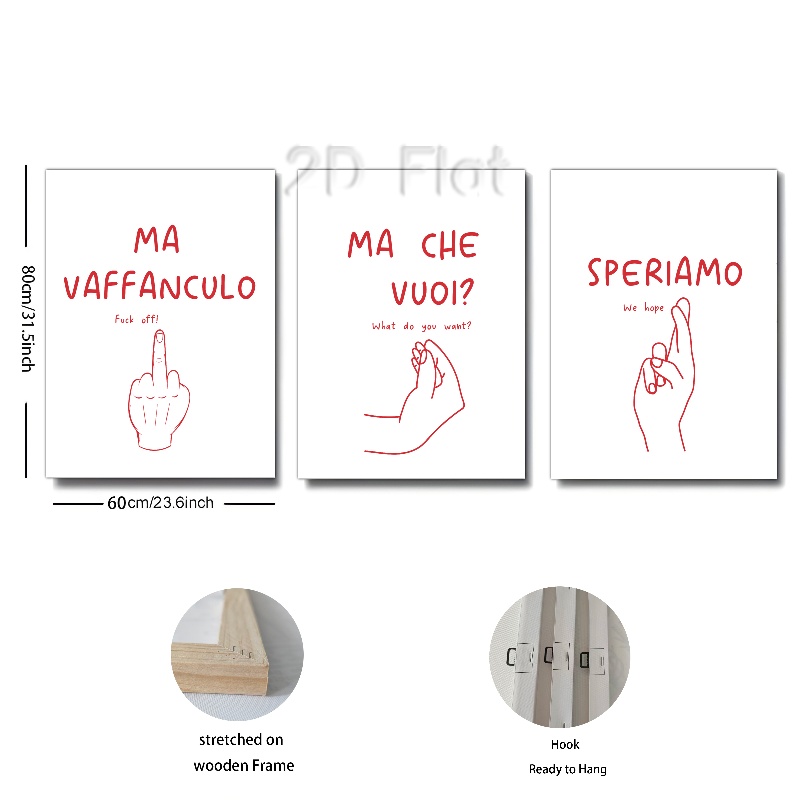 2D Flat
MA
VAFFANCULO
Fuck off!
MA CHE
VUOI?
What do you want?
SPERIAMO
We hope
80cm/31.5inch
60cm/23.6inch
stretched on
wooden Frame
Hook
Ready to Hang